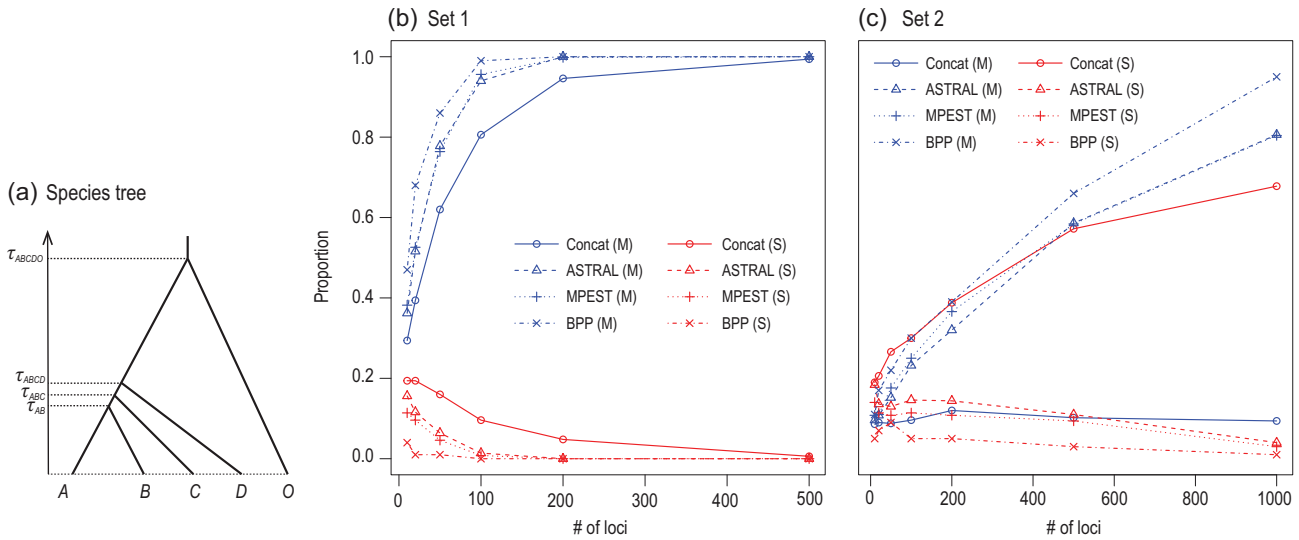 (a) Species tree
τABCDO
τABCD
τABC
τAB
A B C D O
(b) Set 1
Proportion
1.0
0.8
0.6
0.4
0.2
0.0
Concat (M) Concat (S)
ASTRAL (M) ASTRAL (S)
MPEST (M) MPEST (S)
BPP (M) BPP (S)
0 100 200 300 400 500
# of loci
(c) Set 2
Concat (M) Concat (S)
ASTRAL (M) ASTRAL (S)
MPEST (M) MPEST (S)
BPP (M) BPP (S)
0 200 400 600 800 1000
# of loci